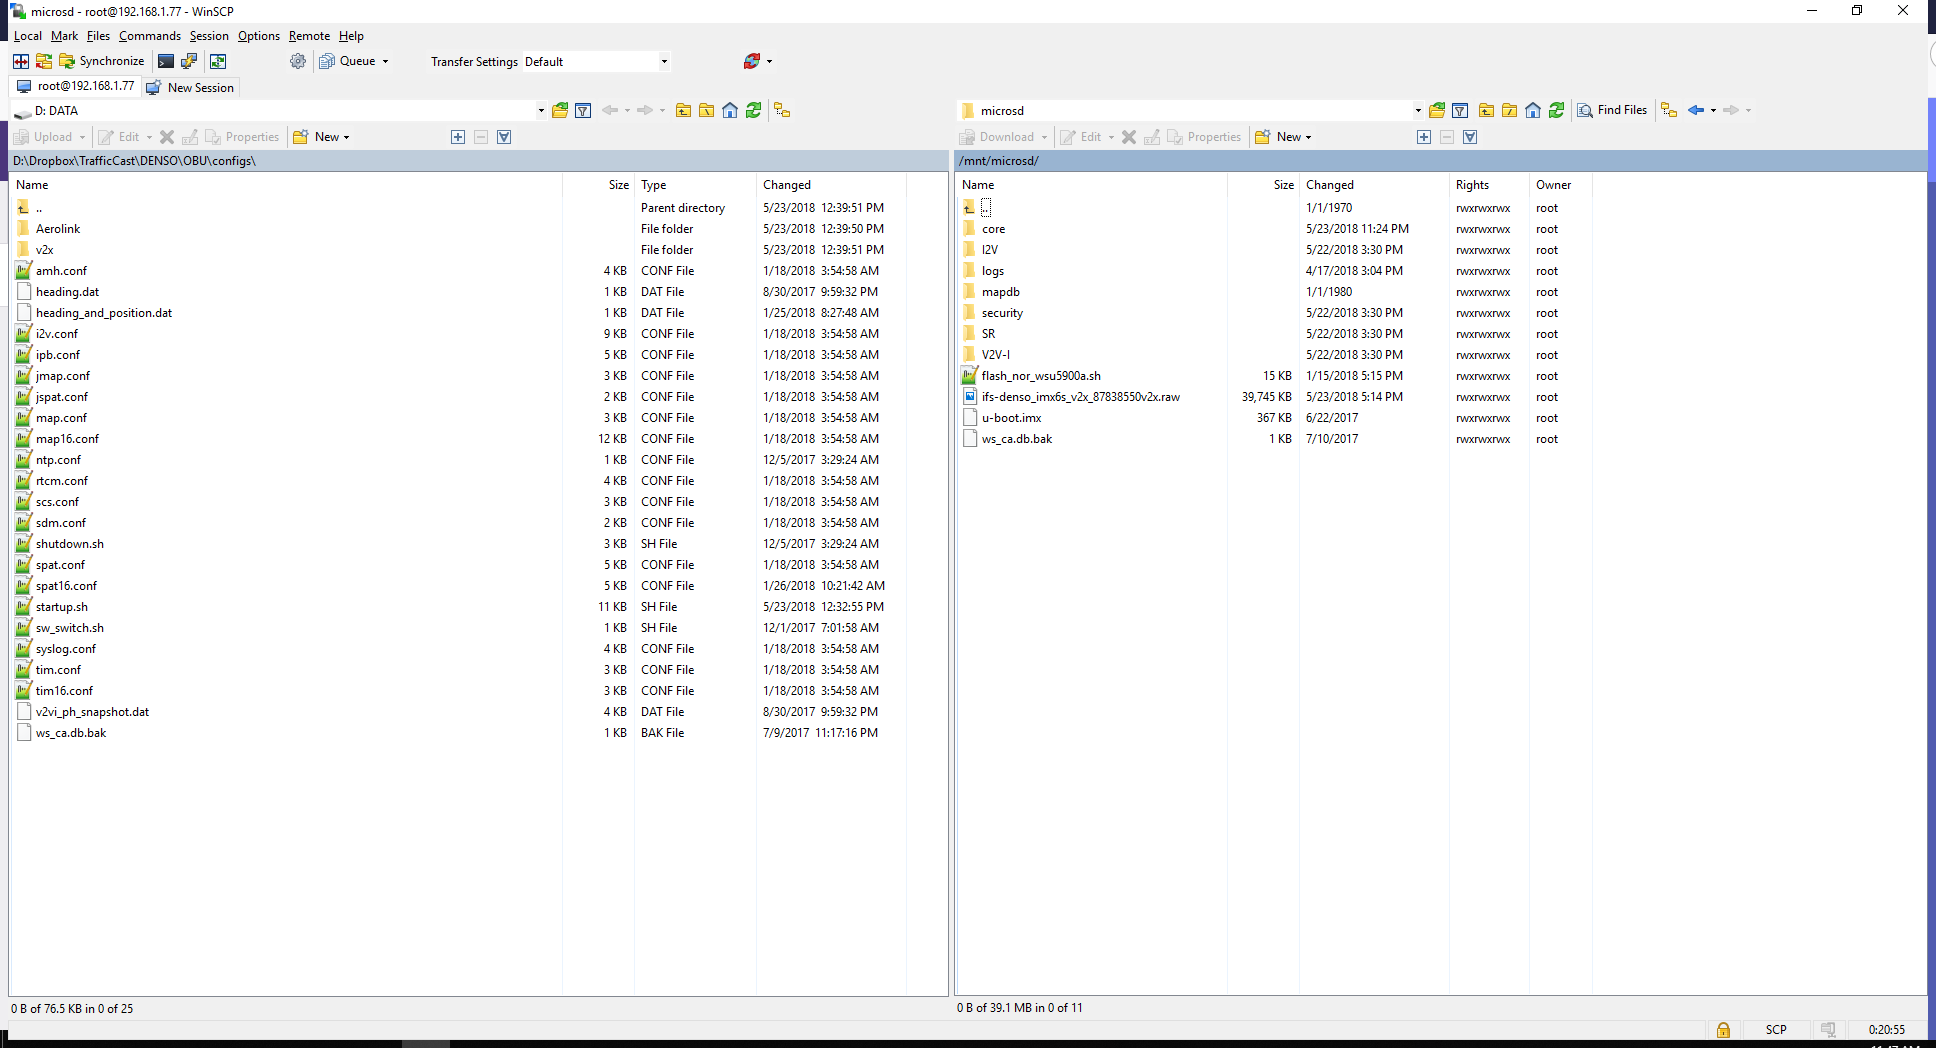 microsd - root@192.168.1.77 - WinSCP
Local Mark Files Commands Session Options Remote Help
Synchronize Queue Transfer Settings Default
root@192.168.1.77 New Session
D: DATA
Upload Edit Properties New
D:\Dropbox\TrafficCast\DENSO\OBU\configs\
Name Size Type Changed
.. Parent directory 5/23/2018 12:39:51 PM
Aerolink File folder 5/23/2018 12:39:50 PM
v2x File folder 5/23/2018 12:39:51 PM
amh.conf 4 KB CONF File 1/18/2018 3:54:58 AM
heading.dat 1 KB DAT File 8/30/2017 9:59:32 PM
heading_and_position.dat 1 KB DAT File 1/25/2018 8:27:48 AM
i2v.conf 9 KB CONF File 1/18/2018 3:54:58 AM
ipb.conf 5 KB CONF File 1/18/2018 3:54:58 AM
jmap.conf 3 KB CONF File 1/18/2018 3:54:58 AM
jspat.conf 2 KB CONF File 1/18/2018 3:54:58 AM
map.conf 3 KB CONF File 1/18/2018 3:54:58 AM
map16.conf 12 KB CONF File 1/18/2018 3:54:58 AM
ntp.conf 1 KB CONF File 12/5/2017 3:29:24 AM
rtcm.conf 4 KB CONF File 1/18/2018 3:54:58 AM
scs.conf 3 KB CONF File 1/18/2018 3:54:58 AM
sdm.conf 2 KB CONF File 1/18/2018 3:54:58 AM
shutdown.sh 3 KB SH File 12/5/2017 3:29:24 AM
spat.conf 5 KB CONF File 1/18/2018 3:54:58 AM
spat16.conf 5 KB CONF File 1/26/2018 10:21:42 AM
startup.sh 11 KB SH File 5/23/2018 12:32:55 PM
sw_switch.sh 1 KB SH File 12/1/2017 7:01:58 AM
syslog.conf 4 KB CONF File 1/18/2018 3:54:58 AM
tim.conf 3 KB CONF File 1/18/2018 3:54:58 AM
tim16.conf 3 KB CONF File 1/18/2018 3:54:58 AM
v2vi_ph_snapshot.dat 4 KB DAT File 8/30/2017 9:59:32 PM
ws_ca.db.bak 1 KB BAK File 7/9/2017 11:17:16 PM
0 B of 76.5 KB in 0 of 25
microsd Find Files
Download Edit Properties New
/mnt/microsd/
Name Size Changed Rights Owner
.. 1/1/1970 rwxrwxrwx root
core 5/23/2018 11:24 PM rwxrwxrwx root
I2V 5/22/2018 3:30 PM rwxrwxrwx root
logs 4/17/2018 3:04 PM rwxrwxrwx root
mapdb 1/1/1980 rwxrwxrwx root
security 5/22/2018 3:30 PM rwxrwxrwx root
SR 5/22/2018 3:30 PM rwxrwxrwx root
V2V-I 5/22/2018 3:30 PM rwxrwxrwx root
flash_nor_wsu5900a.sh 15 KB 1/15/2018 5:15 PM rwxrwxrwx root
ifs-denso_imx6s_v2x_87838550v2x.raw 39,745 KB 5/23/2018 5:14 PM rwxrwxrwx root
u-boot.imx 367 KB 6/22/2017 rwxrwxrwx root
ws_ca.db.bak 1 KB 7/10/2017 rwxrwxrwx root
0 B of 39.1 MB in 0 of 11
SCP 0:20:55